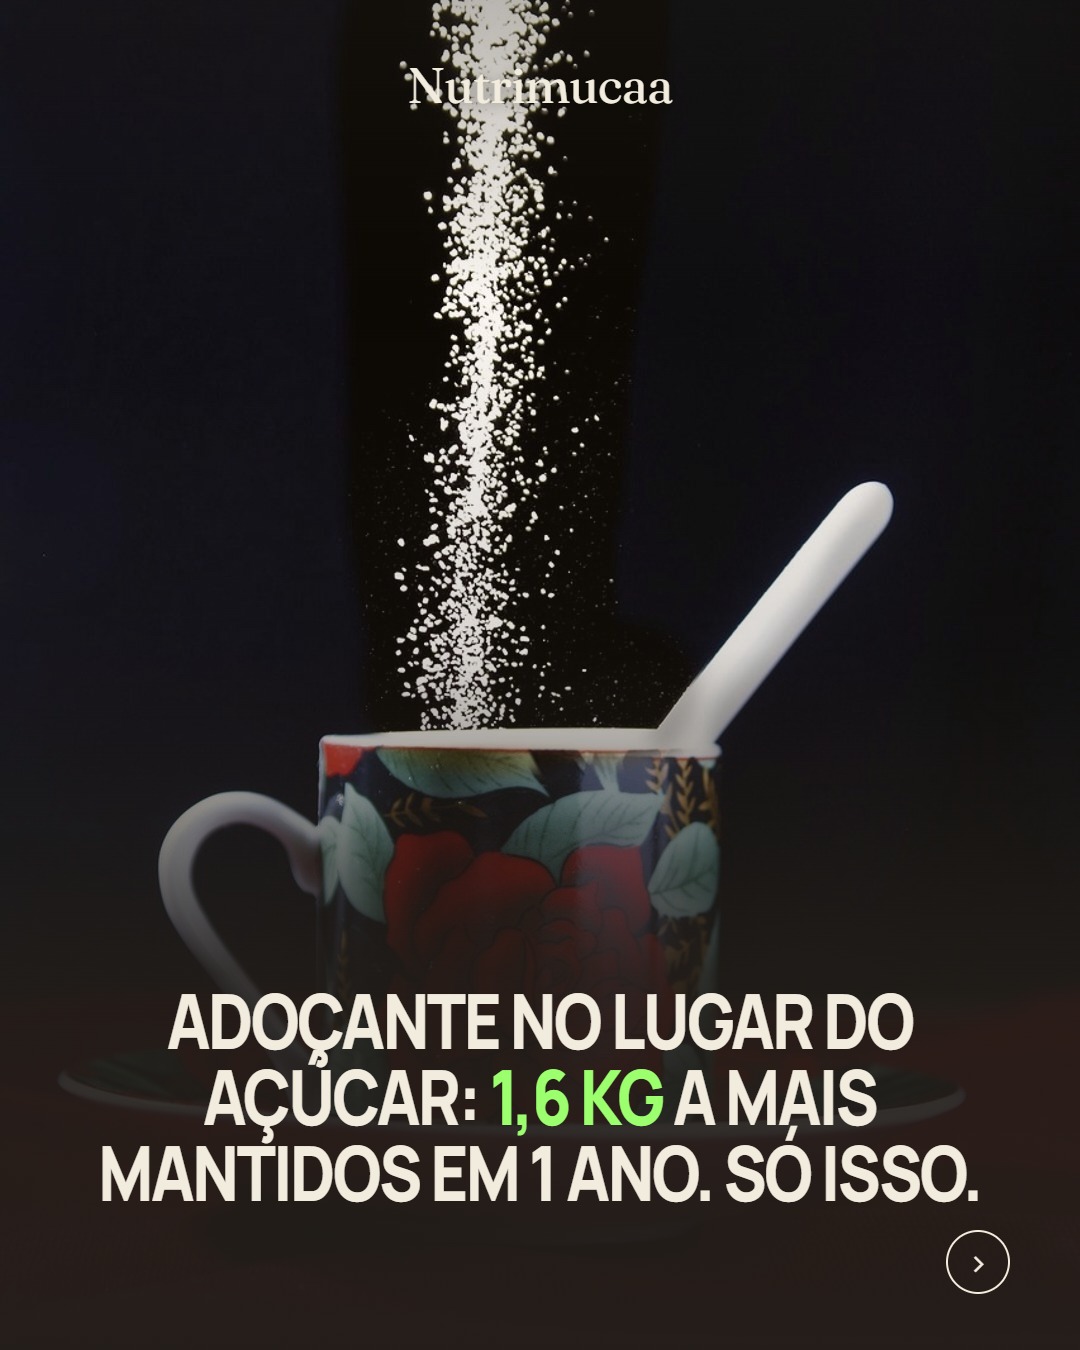 Nutrimucaa
ADOÇANTE NO LUGAR DO
AÇÚCAR: 1,6 KG A MAIS
MANTIDOS EM 1 ANO. SÓ ISSO.